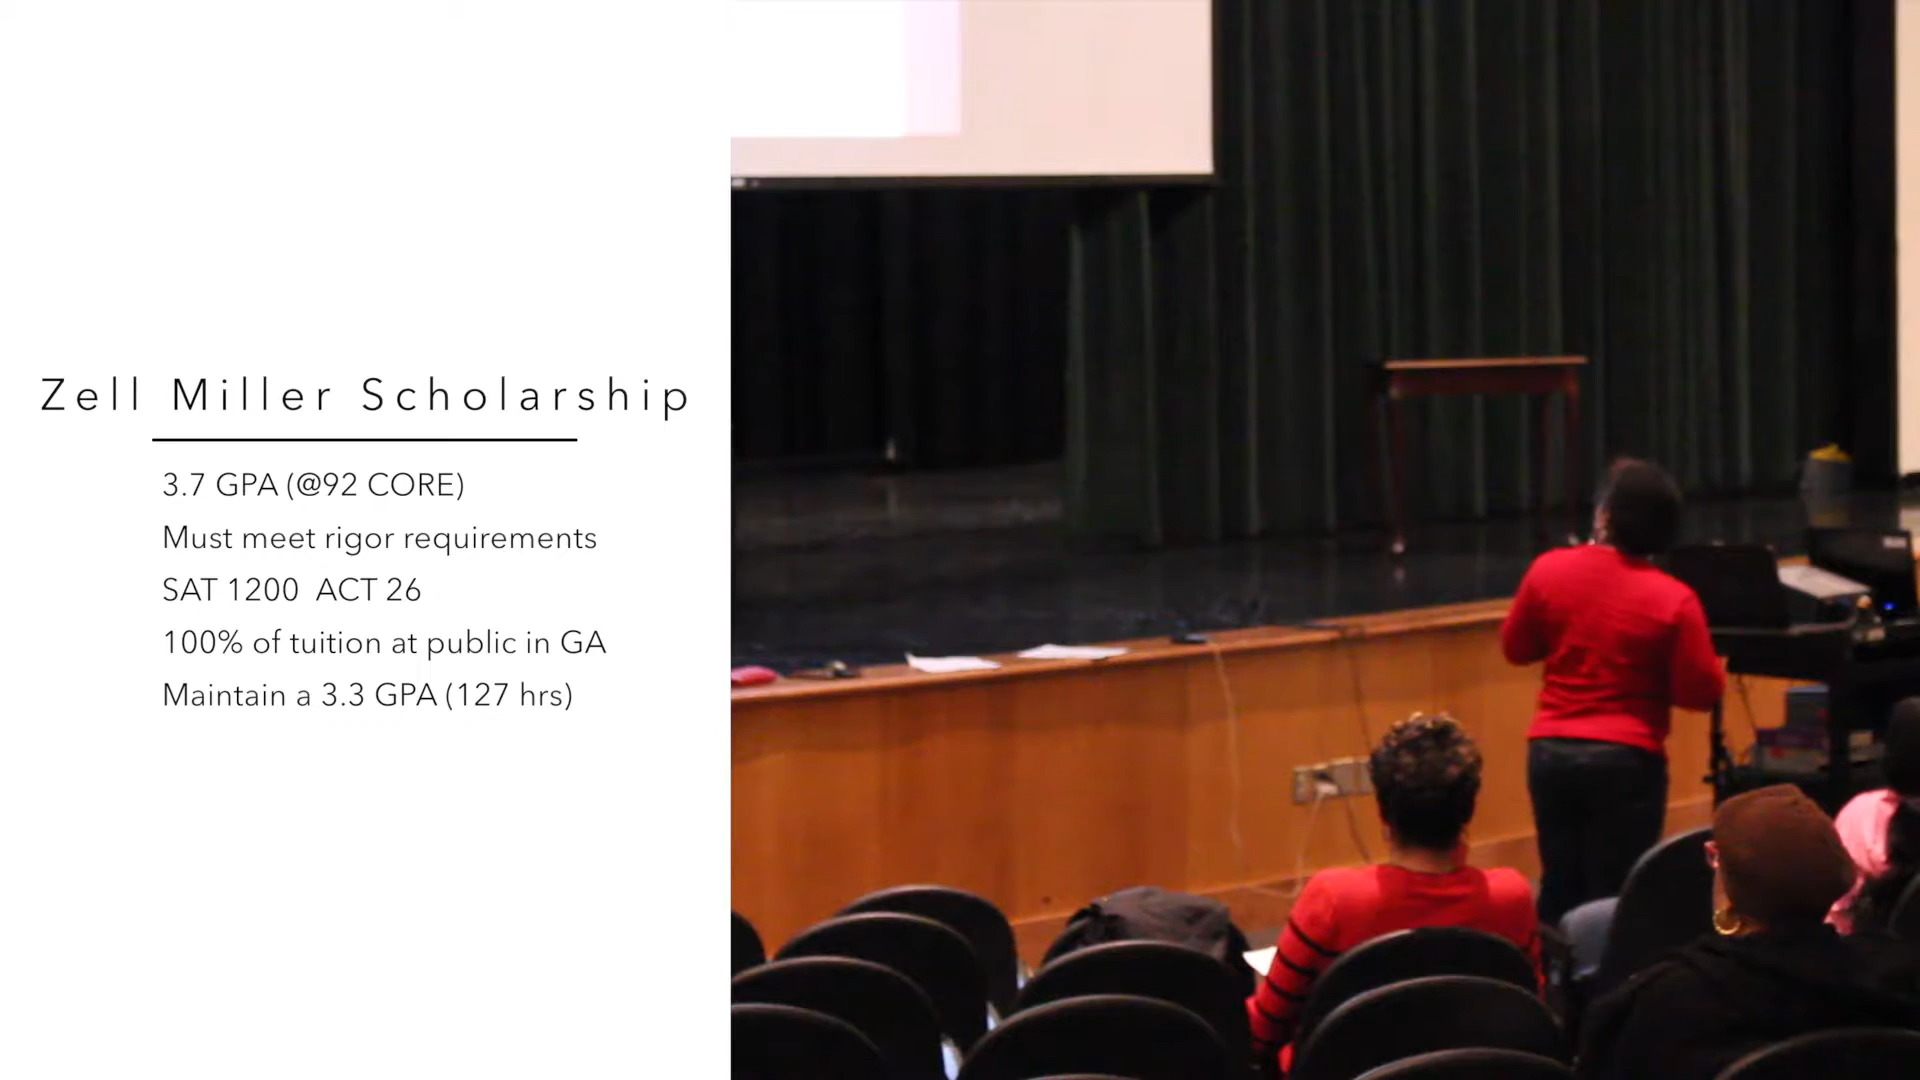 Zell Miller Scholarship
3.7 GPA (@92 CORE)
Must meet rigor requirements
SAT 1200  ACT 26
100% of tuition at public in GA
Maintain a 3.3 GPA (127 hrs)